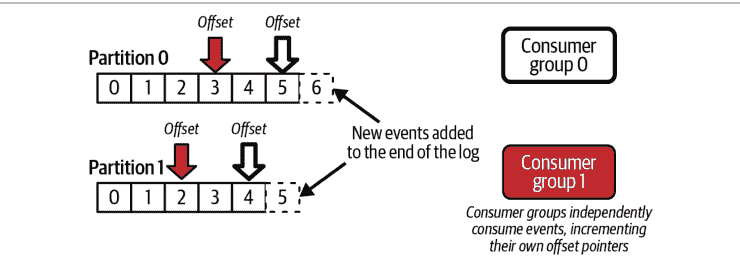 Offset Offset
Partition 0
0 1 2 3 4 5 6
Consumer
group 0
Offset Offset
New events added
to the end of the log
Partition 1
0 1 2 3 4 5
Consumer
group 1
Consumer groups independently
consume events, incrementing
their own offset pointers